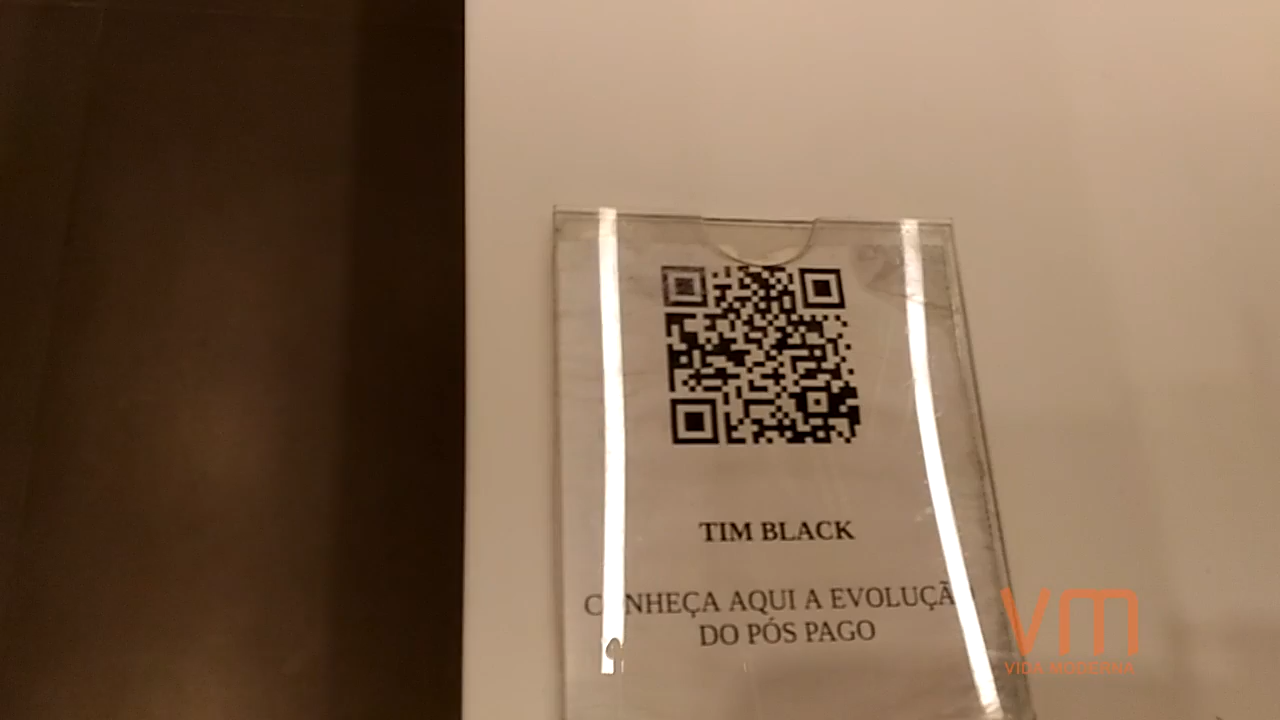 TIM BLACK
CONHEÇA AQUI A EVOLUÇÃO
DO PÓS PAGO
vm
VIDA MODERNA